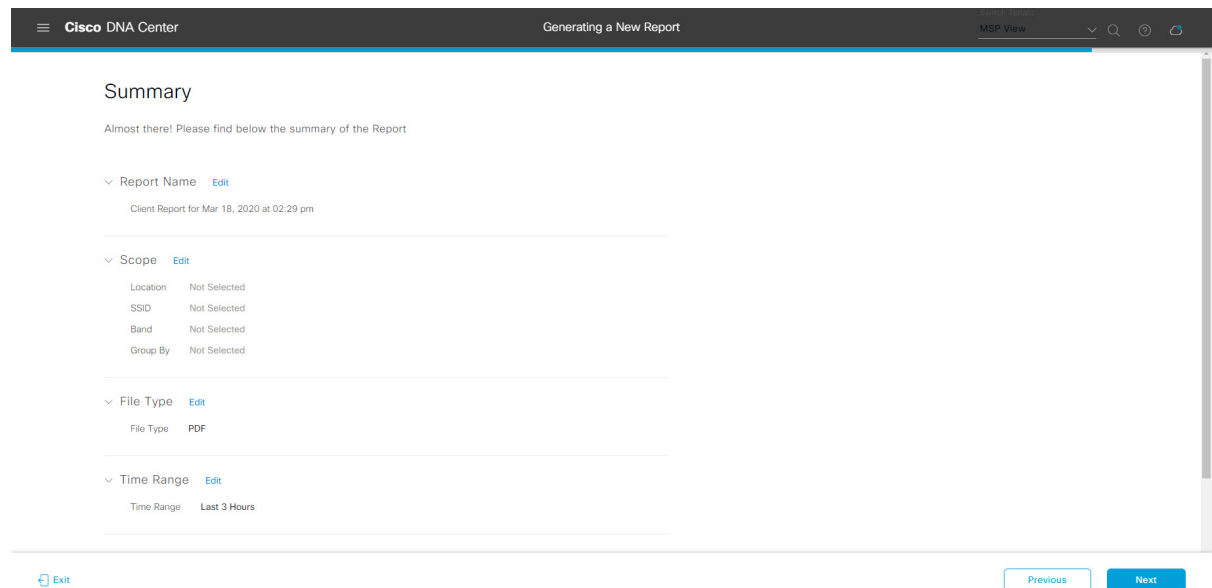 Cisco DNA Center
Generating a New Report
Select Tenant
MSP View
Summary
Almost there! Please find below the summary of the Report
Report Name Edit
Client Report for Mar 18, 2020 at 02:29 pm
Scope Edit
Location Not Selected
SSID Not Selected
Band Not Selected
Group By Not Selected
File Type Edit
File Type PDF
Time Range Edit
Time Range Last 3 Hours
Exit
Previous
Next